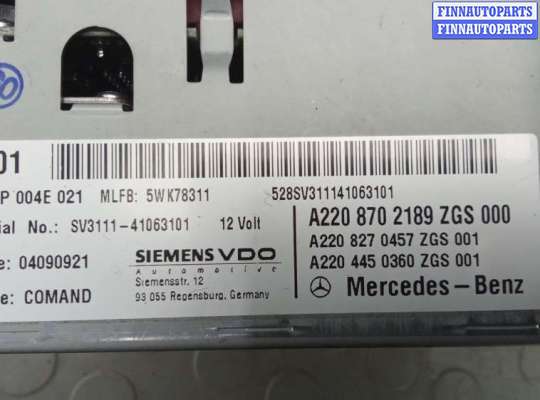 FINNAUTOPARTS
FINNAUTOPARTS
01
P 004E 021 MLFB: 5WK78311 528SV311141063101
ial No.: SV3111-41063101 12 Volt A220 870 2189 ZGS 000
A220 827 0457 ZGS 001
e: 04090921 SIEMENS VDO A220 445 0360 ZGS 001
Automotive
Siemensstr. 12
e: COMAND 93 055 Regensburg, Germany Mercedes-Benz